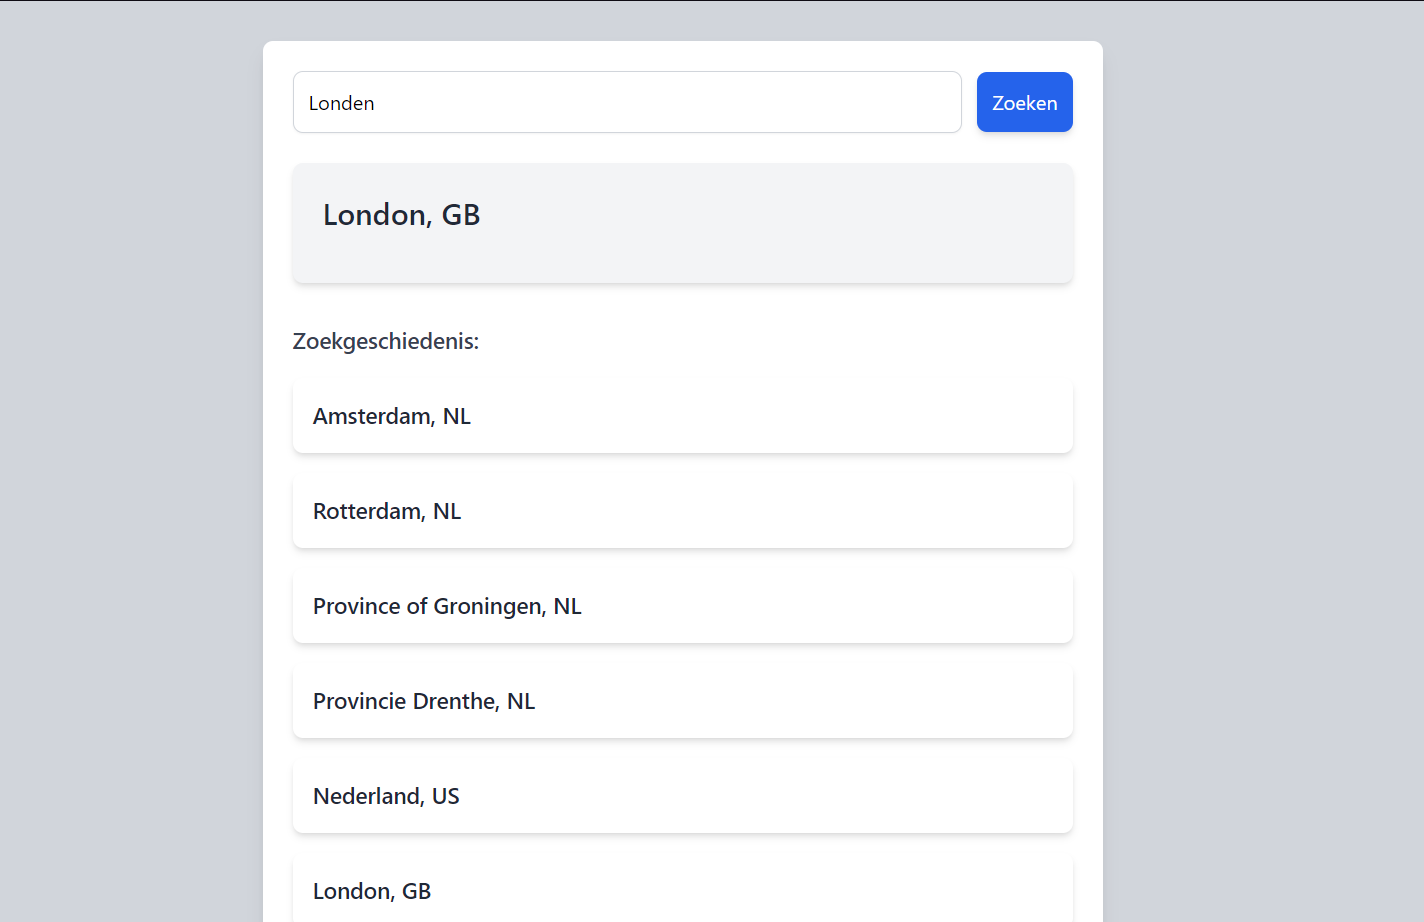 Londen
Zoeken
London, GB
Zoekgeschiedenis:
Amsterdam, NL
Rotterdam, NL
Province of Groningen, NL
Provincie Drenthe, NL
Nederland, US
London, GB